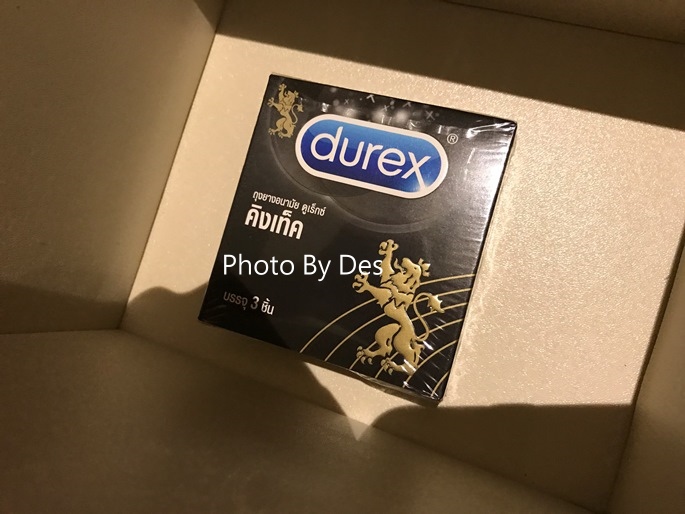 durex®
ถุงยางอนามัย ดูเร็กซ์
คิงเท็ค
Photo By Des
บรรจุ 3 ชิ้น